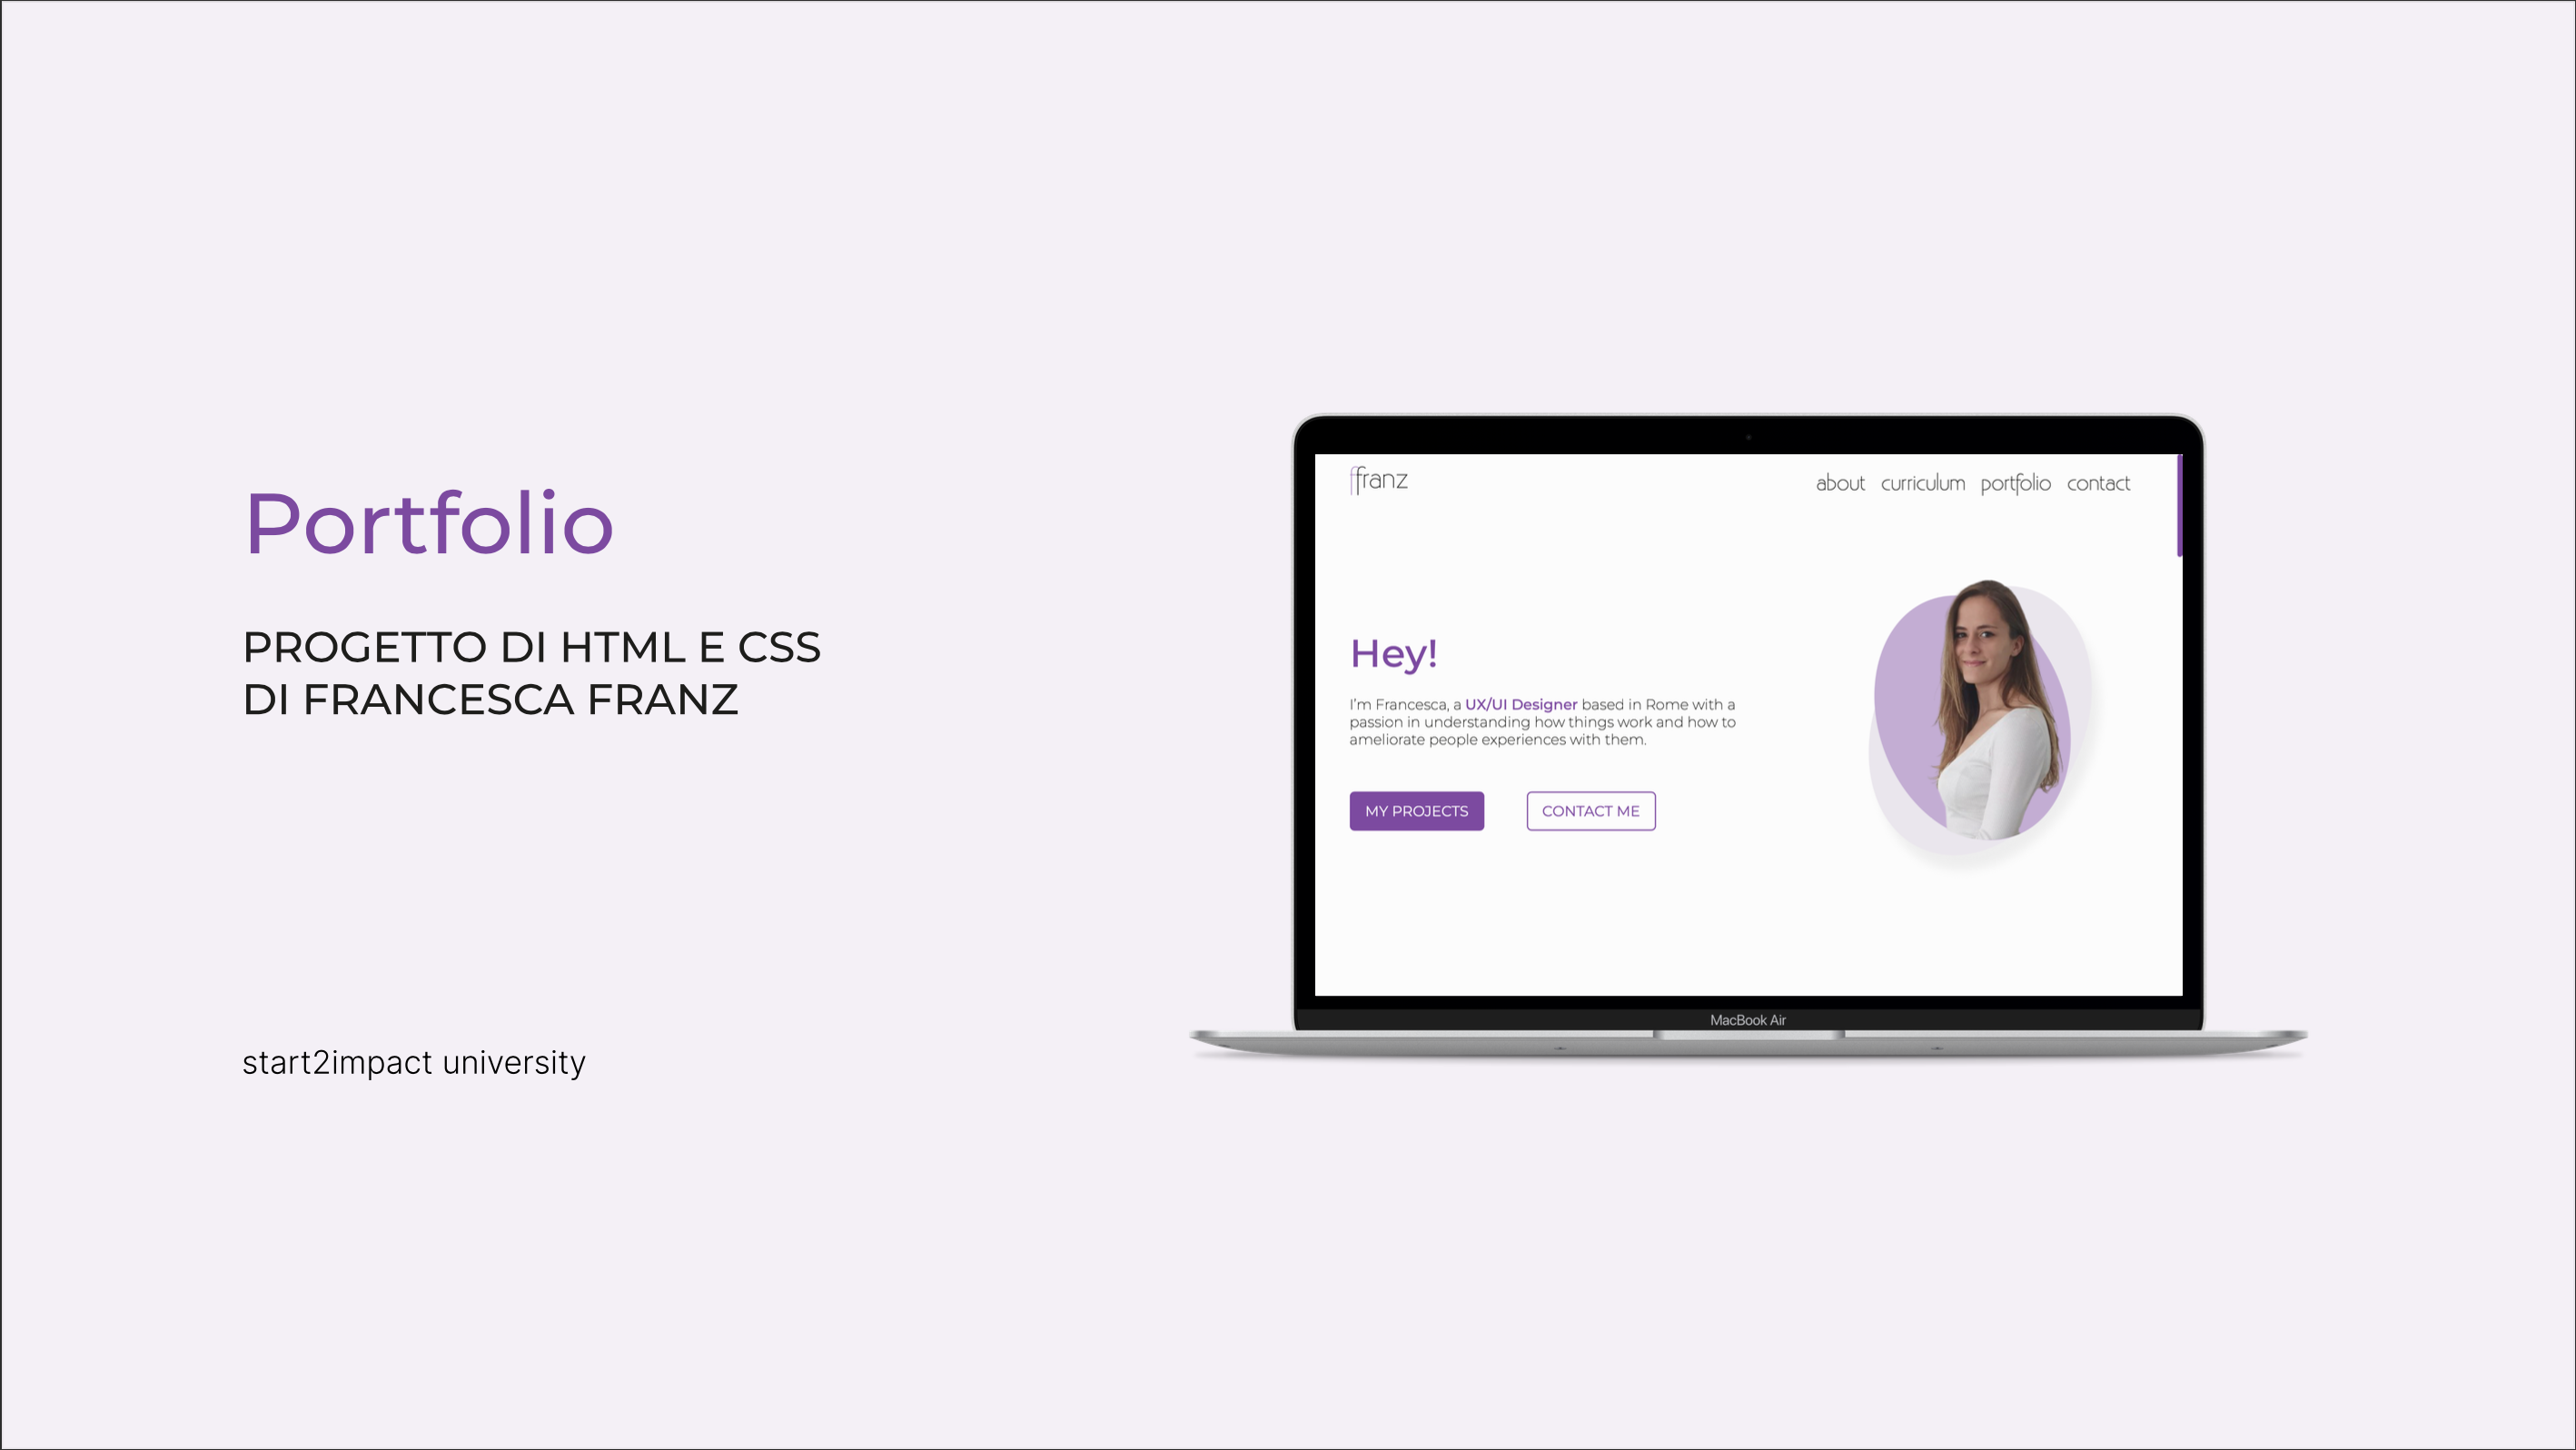 Portfolio
PROGETTO DI HTML E CSS
DI FRANCESCA FRANZ
start2impact university
ffranz
about curriculum portfolio contact
Hey!
I'm Francesca, a UX/UI Designer based in Rome with a
passion in understanding how things work and how to
ameliorate people experiences with them.
MY PROJECTS CONTACT ME
MacBook Air